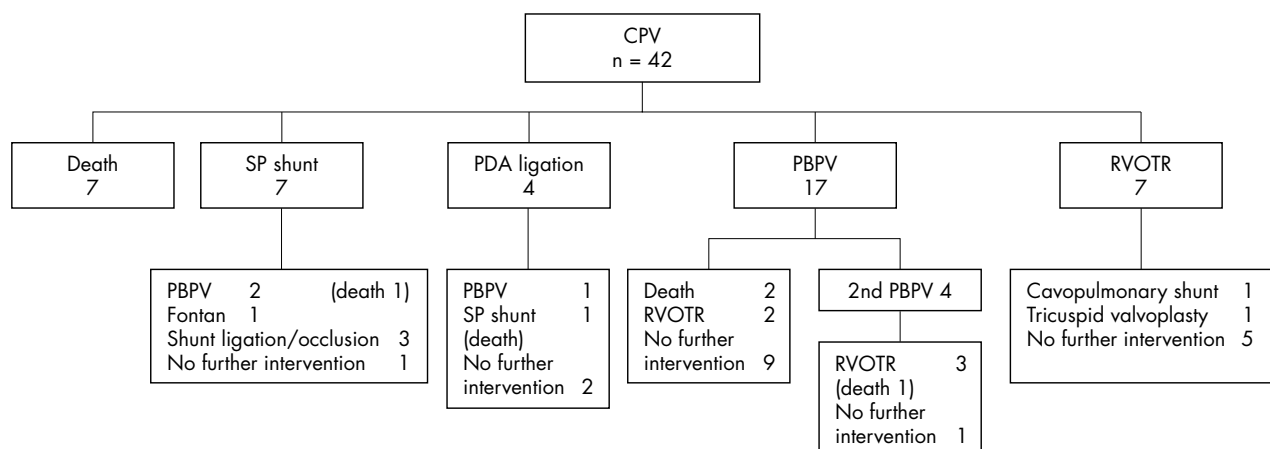 CPV
n = 42
Death
7
SP shunt
7
PDA ligation
4
PBPV
17
RVOTR
7
PBPV 2 (death 1)
Fontan 1
Shunt ligation/occlusion 3
No further intervention 1
PBPV 1
SP shunt 1
(death)
No further
intervention 2
Death 2
RVOTR 2
No further
intervention 9
2nd PBPV 4
RVOTR 3
(death 1)
No further
intervention 1
Cavopulmonary shunt 1
Tricuspid valvoplasty 1
No further intervention 5